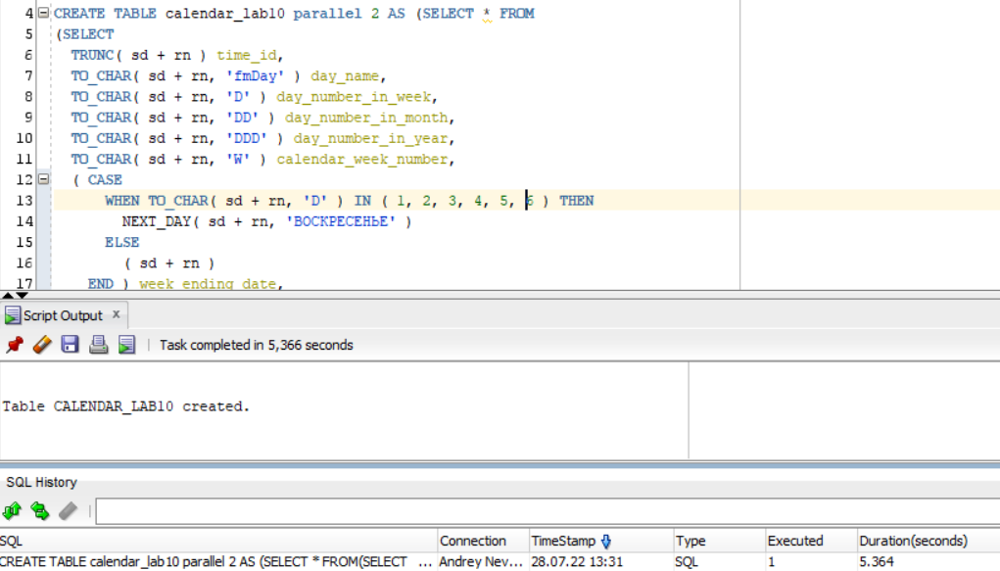 4 CREATE TABLE calendar_lab10 parallel 2 AS (SELECT * FROM
5 (SELECT
6 TRUNC( sd + rn ) time_id,
7 TO_CHAR( sd + rn, 'fmDay' ) day_name,
8 TO_CHAR( sd + rn, 'D' ) day_number_in_week,
9 TO_CHAR( sd + rn, 'DD' ) day_number_in_month,
10 TO_CHAR( sd + rn, 'DDD' ) day_number_in_year,
11 TO_CHAR( sd + rn, 'W' ) calendar_week_number,
12 ( CASE
13 WHEN TO_CHAR( sd + rn, 'D' ) IN ( 1, 2, 3, 4, 5, 6 ) THEN
14 NEXT_DAY( sd + rn, 'ВОСКРЕСЕНЬЕ' )
15 ELSE
16 ( sd + rn )
17 END ) week_ending_date,
Script Output x
Task completed in 5,366 seconds
Table CALENDAR_LAB10 created.
SQL History
SQL Connection TimeStamp Type Executed Duration(seconds)
CREATE TABLE calendar_lab10 parallel 2 AS (SELECT * FROM(SELECT ... Andrey Nev... 28.07.22 13:31 SQL 1 5.364